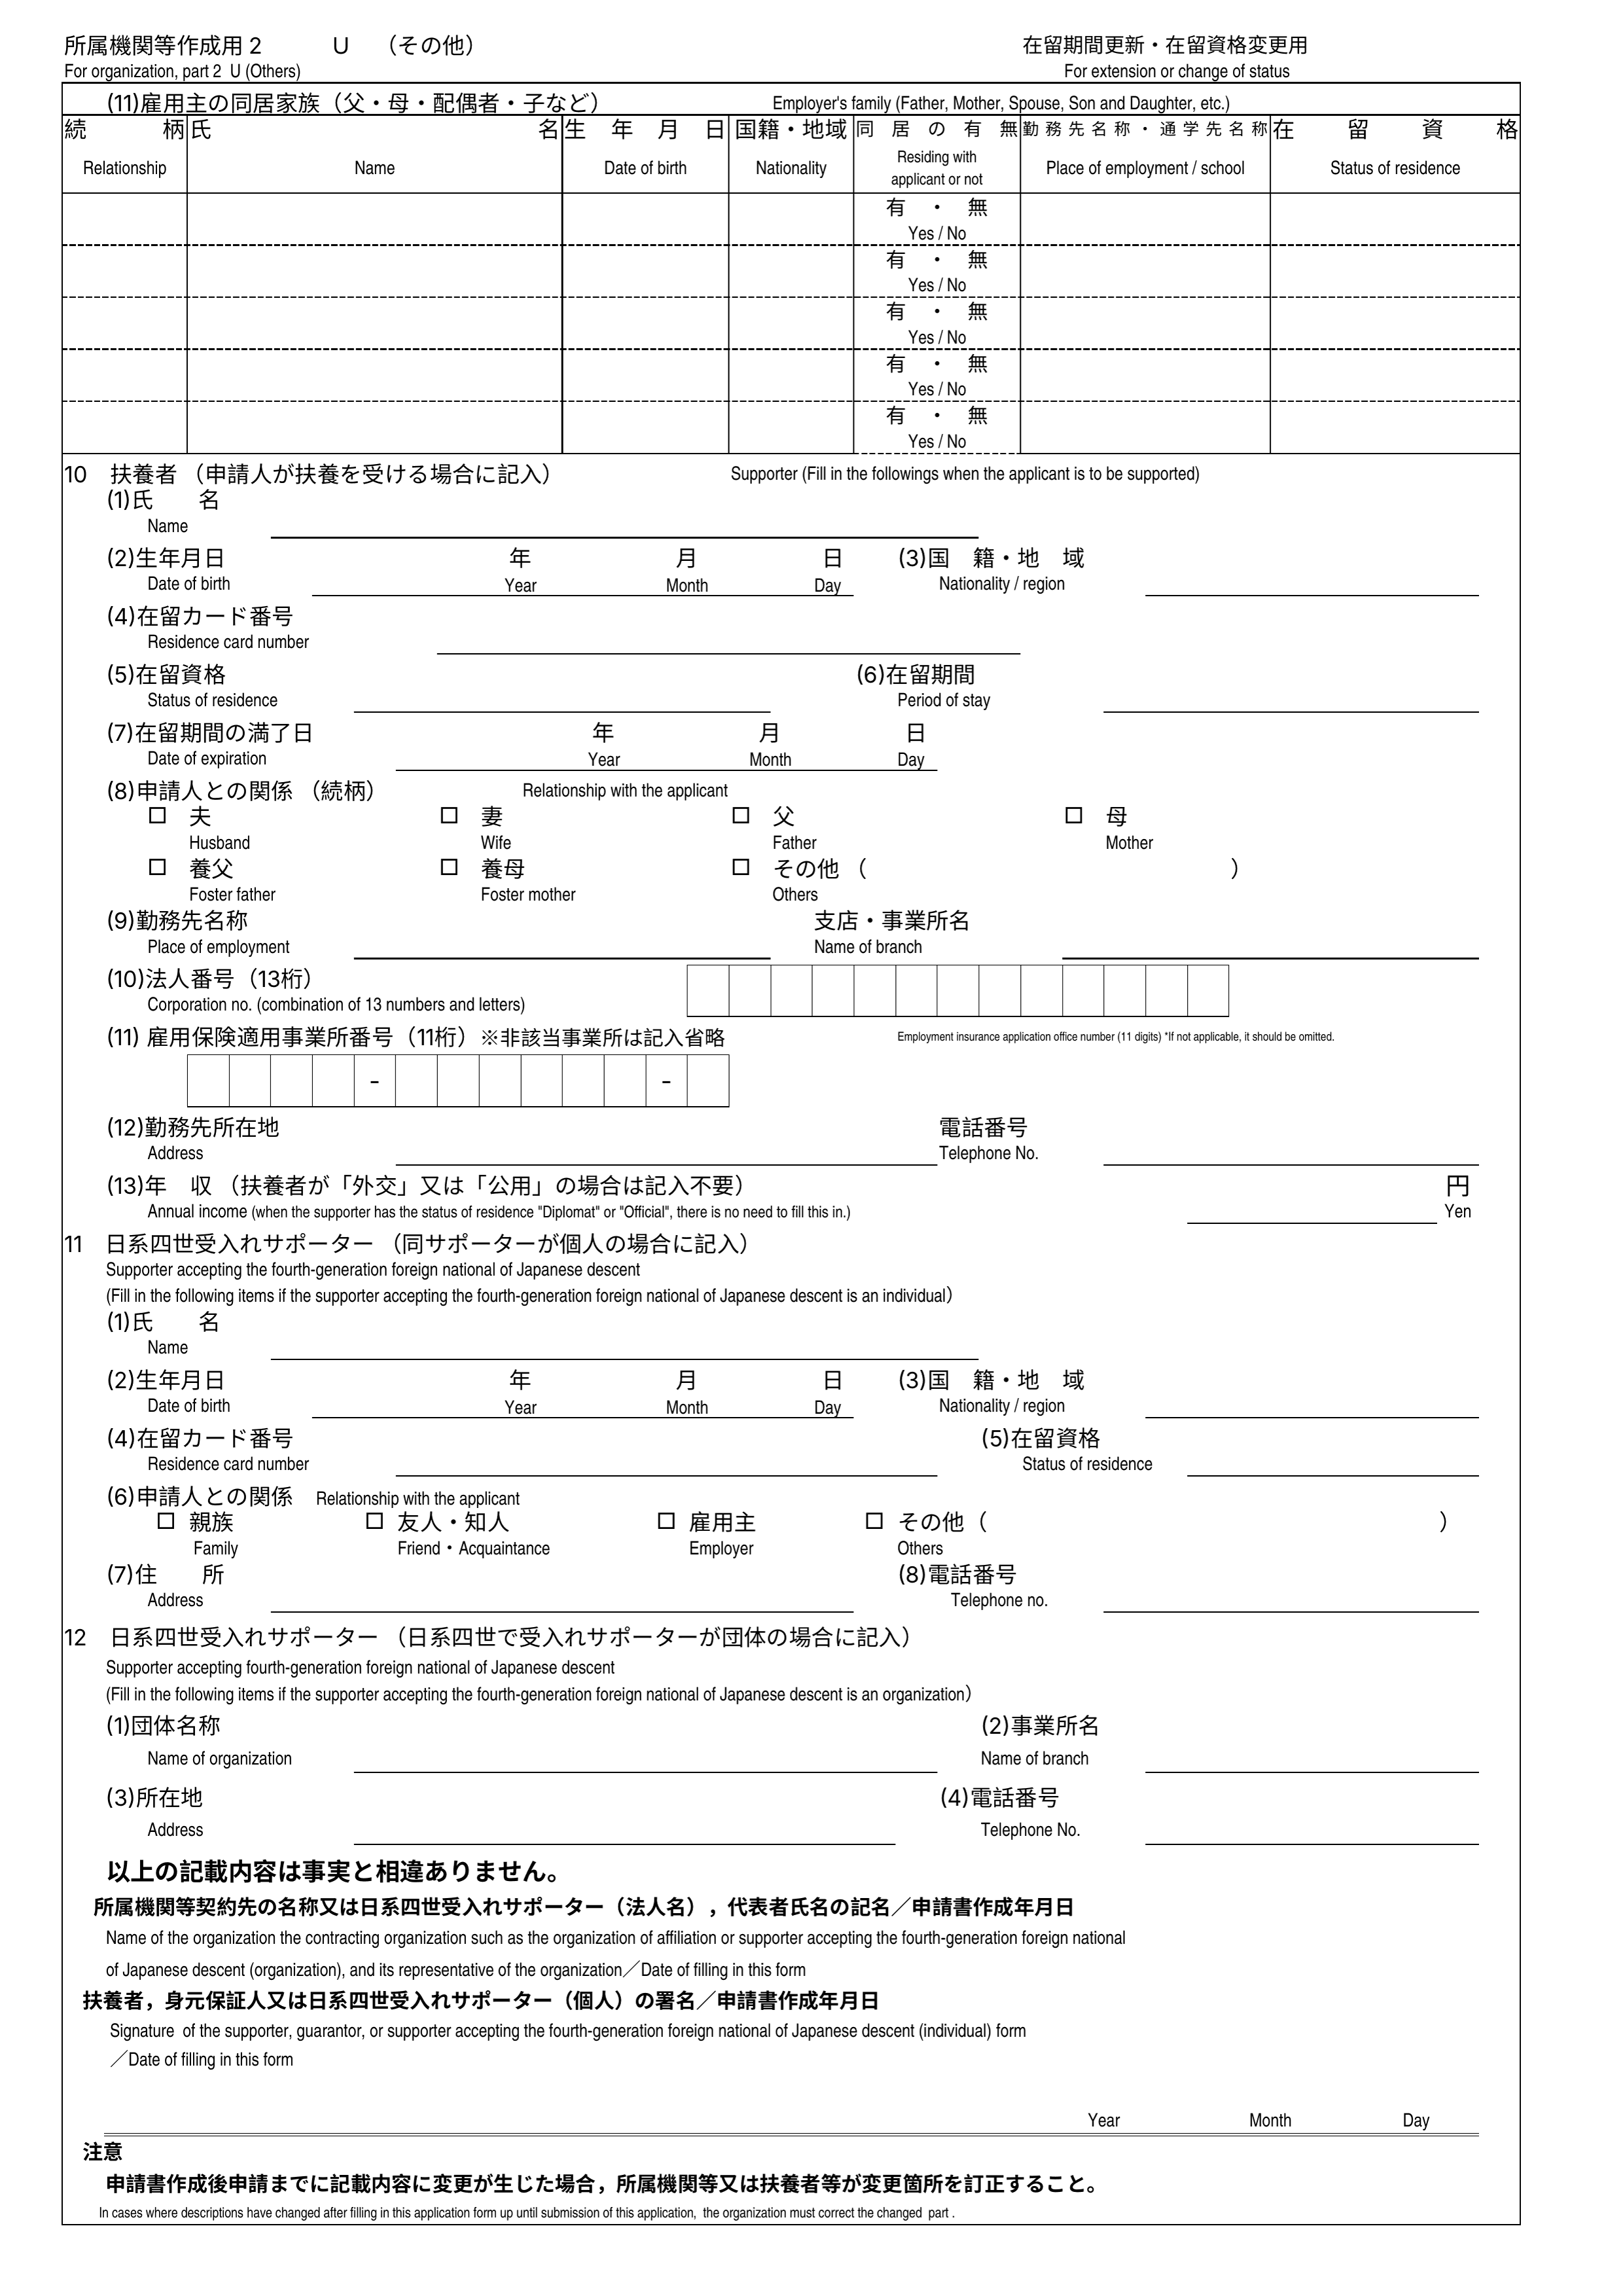 所属機関等作成用 2　U　（その他）　在留期間更新・在留資格変更用
For organization, part 2 U (Others)　For extension or change of status
(11)雇用主の同居家族（父・母・配偶者・子など）　Employer's family (Father, Mother, Spouse, Son and Daughter, etc.)
続　柄　氏　名　生　年　月　日　国籍・地域　同　居　の　有　無　勤務先名称・通学先名称　在　留　資　格
Relationship　Name　Date of birth　Nationality　Residing with applicant or not　Place of employment / school　Status of residence
有　・　無
Yes / No
有　・　無
Yes / No
有　・　無
Yes / No
有　・　無
Yes / No
有　・　無
Yes / No
10　扶養者 （申請人が扶養を受ける場合に記入）　Supporter (Fill in the followings when the applicant is to be supported)
(1)氏　　名
Name
(2)生年月日　年　月　日　(3)国　籍・地　域
Date of birth　Year　Month　Day　Nationality / region
(4)在留カード番号
Residence card number
(5)在留資格　(6)在留期間
Status of residence　Period of stay
(7)在留期間の満了日　年　月　日
Date of expiration　Year　Month　Day
(8)申請人との関係 （続柄）　Relationship with the applicant
□　夫　□　妻　□　父　□　母
Husband　Wife　Father　Mother
□　養父　□　養母　□　その他 （　）
Foster father　Foster mother　Others
(9)勤務先名称　支店・事業所名
Place of employment　Name of branch
(10)法人番号（13桁）
Corporation no. (combination of 13 numbers and letters)
(11) 雇用保険適用事業所番号（11桁）※非該当事業所は記入省略　Employment insurance application office number (11 digits) *If not applicable, it should be omitted.
-　-
(12)勤務先所在地　電話番号
Address　Telephone No.
(13)年　収 （扶養者が「外交」又は「公用」の場合は記入不要）　円
Annual income (when the supporter has the status of residence "Diplomat" or "Official", there is no need to fill this in.)　Yen
11　日系四世受入れサポーター （同サポーターが個人の場合に記入）
Supporter accepting the fourth-generation foreign national of Japanese descent
(Fill in the following items if the supporter accepting the fourth-generation foreign national of Japanese descent is an individual）
(1)氏　　名
Name
(2)生年月日　年　月　日　(3)国　籍・地　域
Date of birth　Year　Month　Day　Nationality / region
(4)在留カード番号　(5)在留資格
Residence card number　Status of residence
(6)申請人との関係　Relationship with the applicant
□　親族　□　友人・知人　□　雇用主　□　その他（　）
Family　Friend・Acquaintance　Employer　Others
(7)住　　所　(8)電話番号
Address　Telephone no.
12　日系四世受入れサポーター （日系四世で受入れサポーターが団体の場合に記入）
Supporter accepting fourth-generation foreign national of Japanese descent
(Fill in the following items if the supporter accepting the fourth-generation foreign national of Japanese descent is an organization）
(1)団体名称　(2)事業所名
Name of organization　Name of branch
(3)所在地　(4)電話番号
Address　Telephone No.
以上の記載内容は事実と相違ありません。
所属機関等契約先の名称又は日系四世受入れサポーター（法人名），代表者氏名の記名／申請書作成年月日
Name of the organization the contracting organization such as the organization of affiliation or supporter accepting the fourth-generation foreign national
of Japanese descent (organization), and its representative of the organization／Date of filling in this form
扶養者，身元保証人又は日系四世受入れサポーター（個人）の署名／申請書作成年月日
Signature of the supporter, guarantor, or supporter accepting the fourth-generation foreign national of Japanese descent (individual) form
／Date of filling in this form
Year　Month　Day
注意
申請書作成後申請までに記載内容に変更が生じた場合，所属機関等又は扶養者等が変更箇所を訂正すること。
In cases where descriptions have changed after filling in this application form up until submission of this application, the organization must correct the changed part .